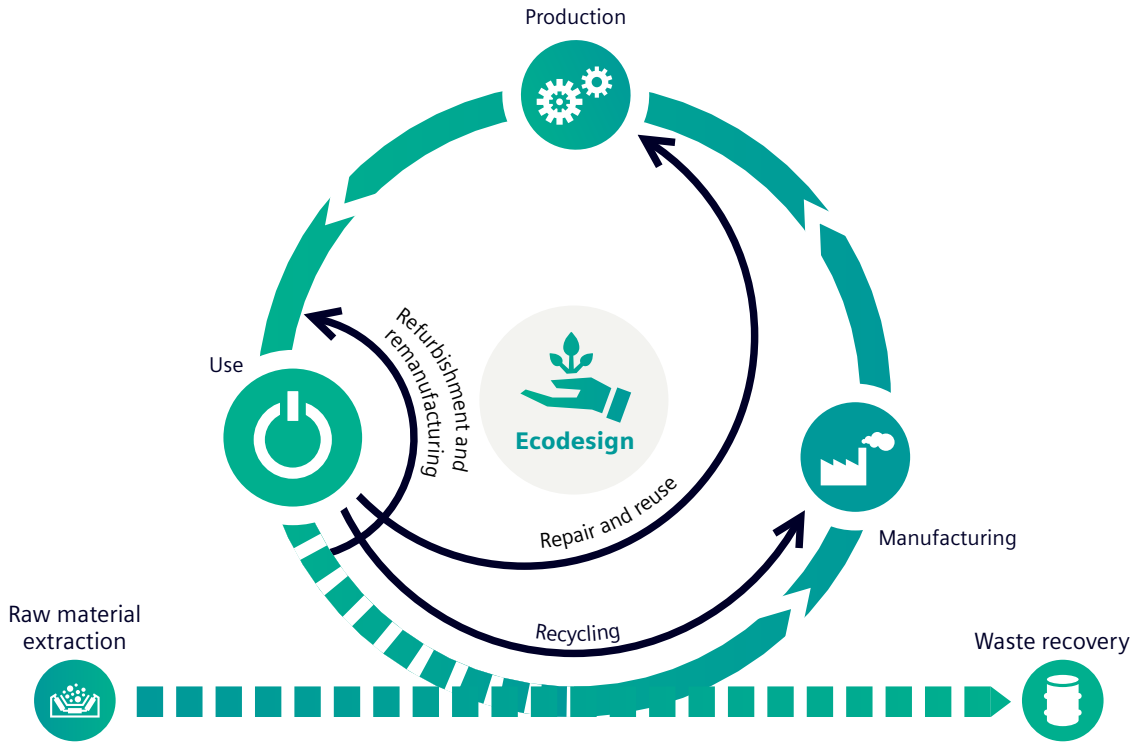 Production
Refurbishment and
remanufacturing
Use
Ecodesign
Repair and reuse
Manufacturing
Recycling
Raw material
extraction
Waste recovery